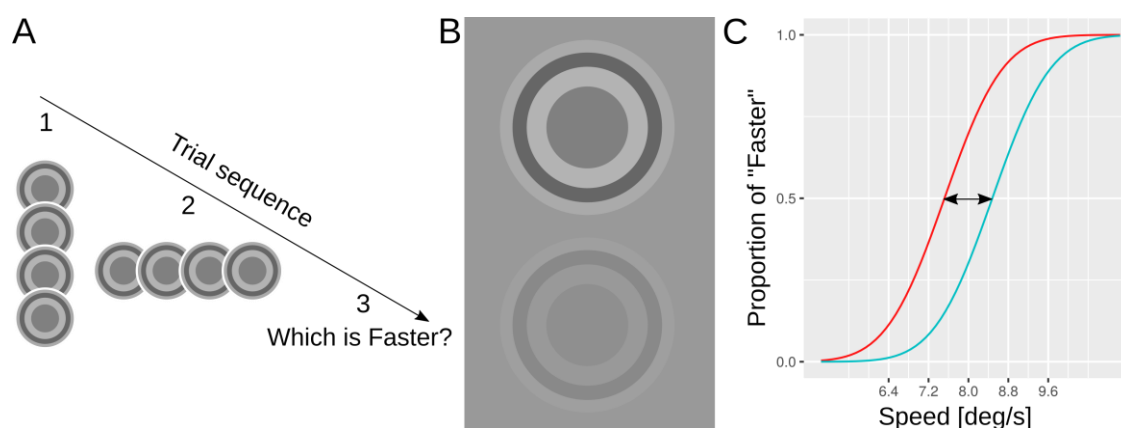 A
1
Trial sequence
2
3
Which is Faster?
B
C
Proportion of "Faster"
1.0
0.5
0.0
6.4 7.2 8.0 8.8 9.6
Speed [deg/s]